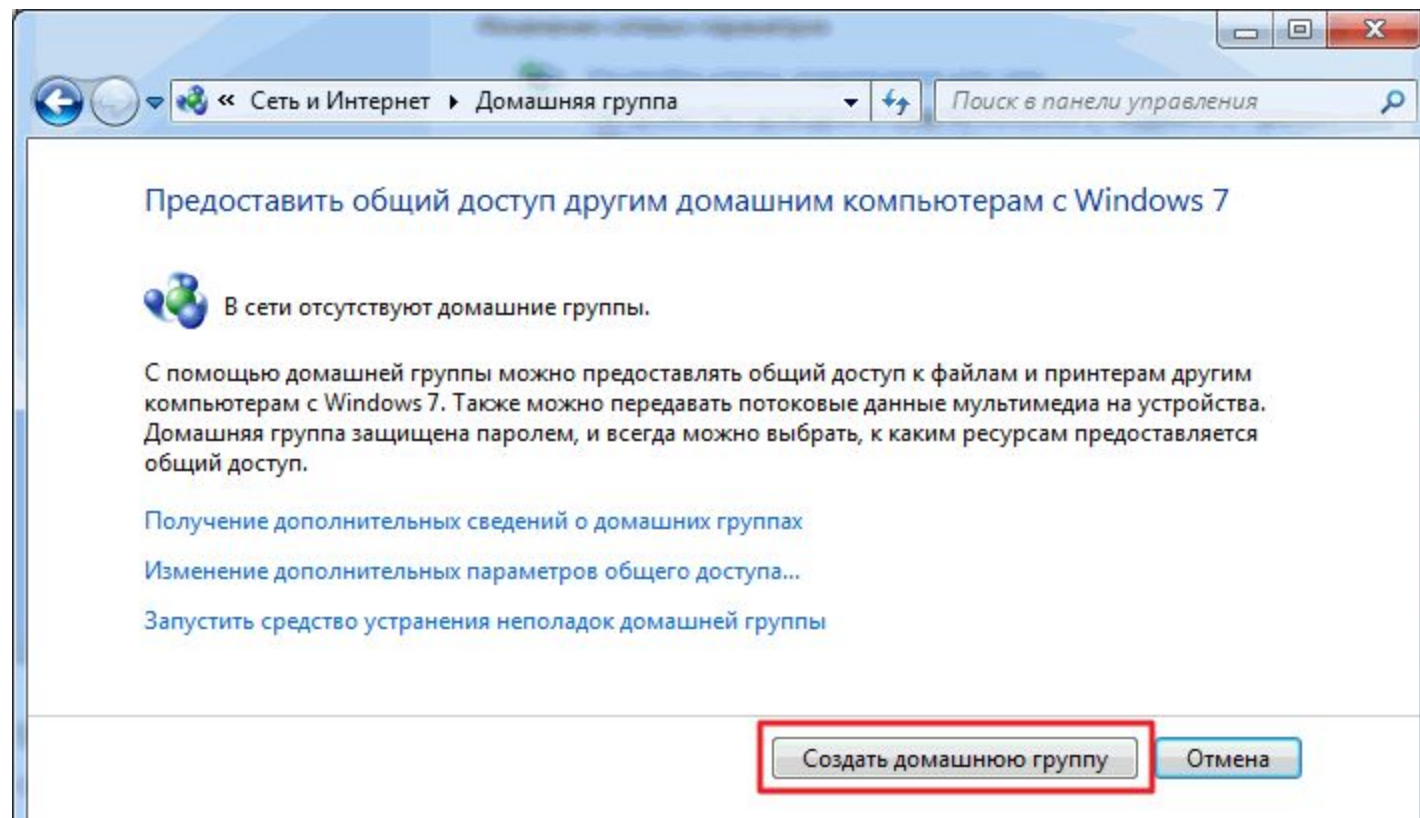 « Сеть и Интернет ▸ Домашняя группа
Поиск в панели управления
Предоставить общий доступ другим домашним компьютерам с Windows 7
В сети отсутствуют домашние группы.
С помощью домашней группы можно предоставлять общий доступ к файлам и принтерам другим
компьютерам с Windows 7. Также можно передавать потоковые данные мультимедиа на устройства.
Домашняя группа защищена паролем, и всегда можно выбрать, к каким ресурсам предоставляется
общий доступ.
Получение дополнительных сведений о домашних группах
Изменение дополнительных параметров общего доступа...
Запустить средство устранения неполадок домашней группы
Создать домашнюю группу
Отмена